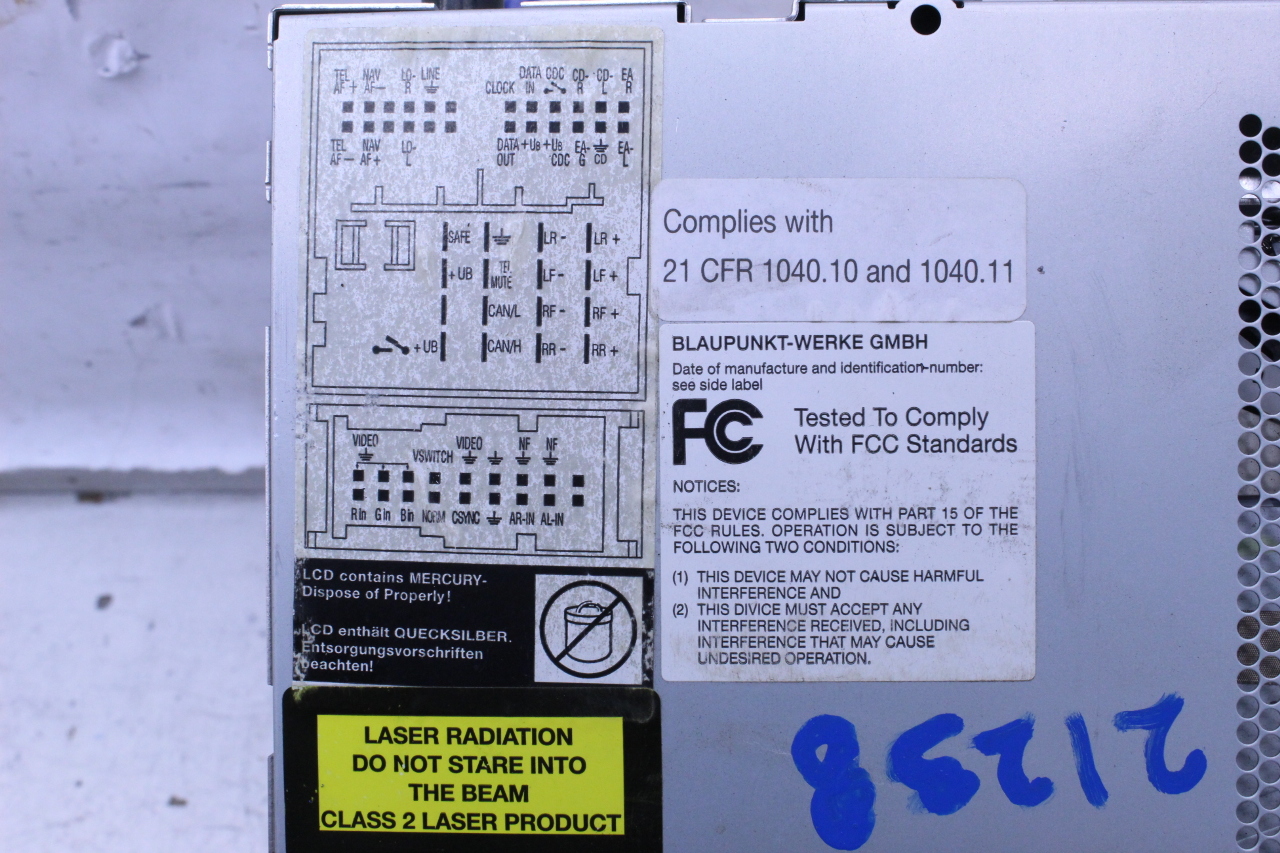 TEL NAV LO- LINE
AF+ AF- R
TEL NAV LO-
AF- AF+ L
DATA CDC CD- CD- EA
CLOCK IN R L R
DATA +UB +UB EA- EA-
OUT CDC G CD L
SAFE LR - LR +
+ UB TEL MUTE LF - LF +
CAN/L RF - RF +
+ UB CAN/H RR - RR +
VIDEO VIDEO NF NF
VSWITCH
R in G in B in NORM CSYNC AR-IN AL-IN
LCD contains MERCURY-
Dispose of Properly!
LCD enthält QUECKSILBER.
Entsorgungsvorschriften
beachten!
LASER RADIATION
DO NOT STARE INTO
THE BEAM
CLASS 2 LASER PRODUCT
Complies with
21 CFR 1040.10 and 1040.11
BLAUPUNKT-WERKE GMBH
Date of manufacture and identification-number:
see side label
FC Tested To Comply
With FCC Standards
NOTICES:
THIS DEVICE COMPLIES WITH PART 15 OF THE
FCC RULES. OPERATION IS SUBJECT TO THE
FOLLOWING TWO CONDITIONS:
(1) THIS DEVICE MAY NOT CAUSE HARMFUL
INTERFERENCE AND
(2) THIS DIVICE MUST ACCEPT ANY
INTERFERENCE RECEIVED, INCLUDING
INTERFERENCE THAT MAY CAUSE
UNDESIRED OPERATION.